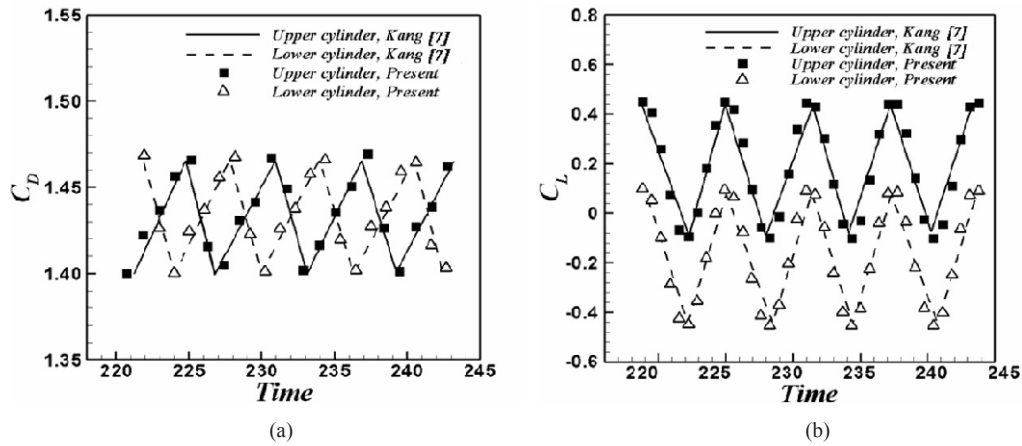 1.55
1.50
1.45
1.40
1.35
C_D
Upper cylinder, Kang [7]
Lower cylinder, Kang [7]
Upper cylinder, Present
Lower cylinder, Present
220 225 230 235 240 245
Time
(a)
0.8
0.6
0.4
0.2
0
-0.2
-0.4
-0.6
C_L
Upper cylinder, Kang [7]
Lower cylinder, Kang [7]
Upper cylinder, Present
Lower cylinder, Present
220 225 230 235 240 245
Time
(b)